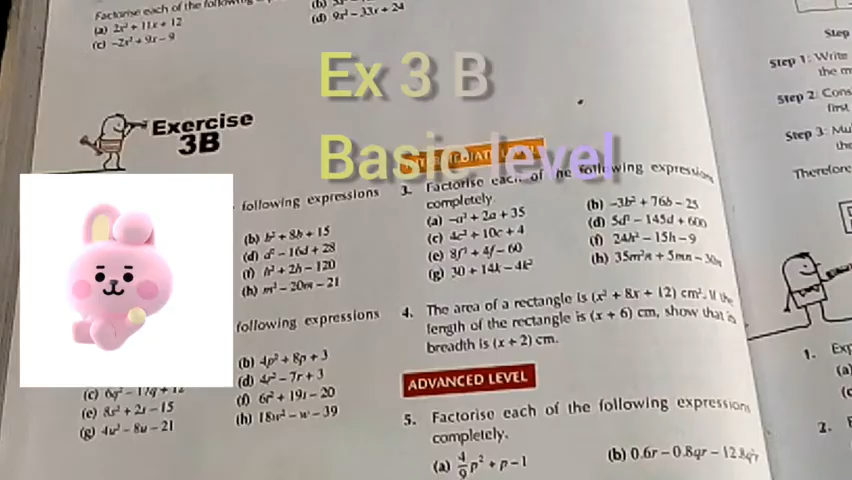 Factorise each of the following
(a) 2x² + 11x + 12
(c) −2x² + 9x − 9
(b)
(d) 9x² − 33x + 24
Ex 3 B
Basic level
Exercise
3B
following expressions
(b) b² + 8b + 15
(d) d² − 16d + 28
(f) h² + 2h − 120
(h) m² − 20m − 21
following expressions
(b) 4p² + 8p + 3
(c) 6q² − 17q + 12
(d) 4r² − 7r + 3
(e) 8s² + 2s − 15
(f) 6t² + 19t − 20
(g) 4u² − 8u − 21
(h) 18w² − w − 39
3. Factorise each of the following expressions
completely.
(a) −a² + 2a + 35
(b) −3b² + 76b − 25
(c) 4c² + 10c + 4
(d) 5d² − 145d + 600
(e) 8f² + 4f − 60
(f) 24h² − 15h − 9
(g) 30 + 14k − 4k²
(h) 35m²n + 5mn − 30n
4. The area of a rectangle is (x² + 8x + 12) cm². If the
length of the rectangle is (x + 6) cm, show that its
breadth is (x + 2) cm.
ADVANCED LEVEL
5. Factorise each of the following expressions
completely.
(a) 4/9 p² + p − 1
(b) 0.6r − 0.8qr − 12.8q²r
Step
Step 1: Write
the m
Step 2: Cons
first
Step 3: Mul
the
Therefore
1. Exp
(a)
(c
2.